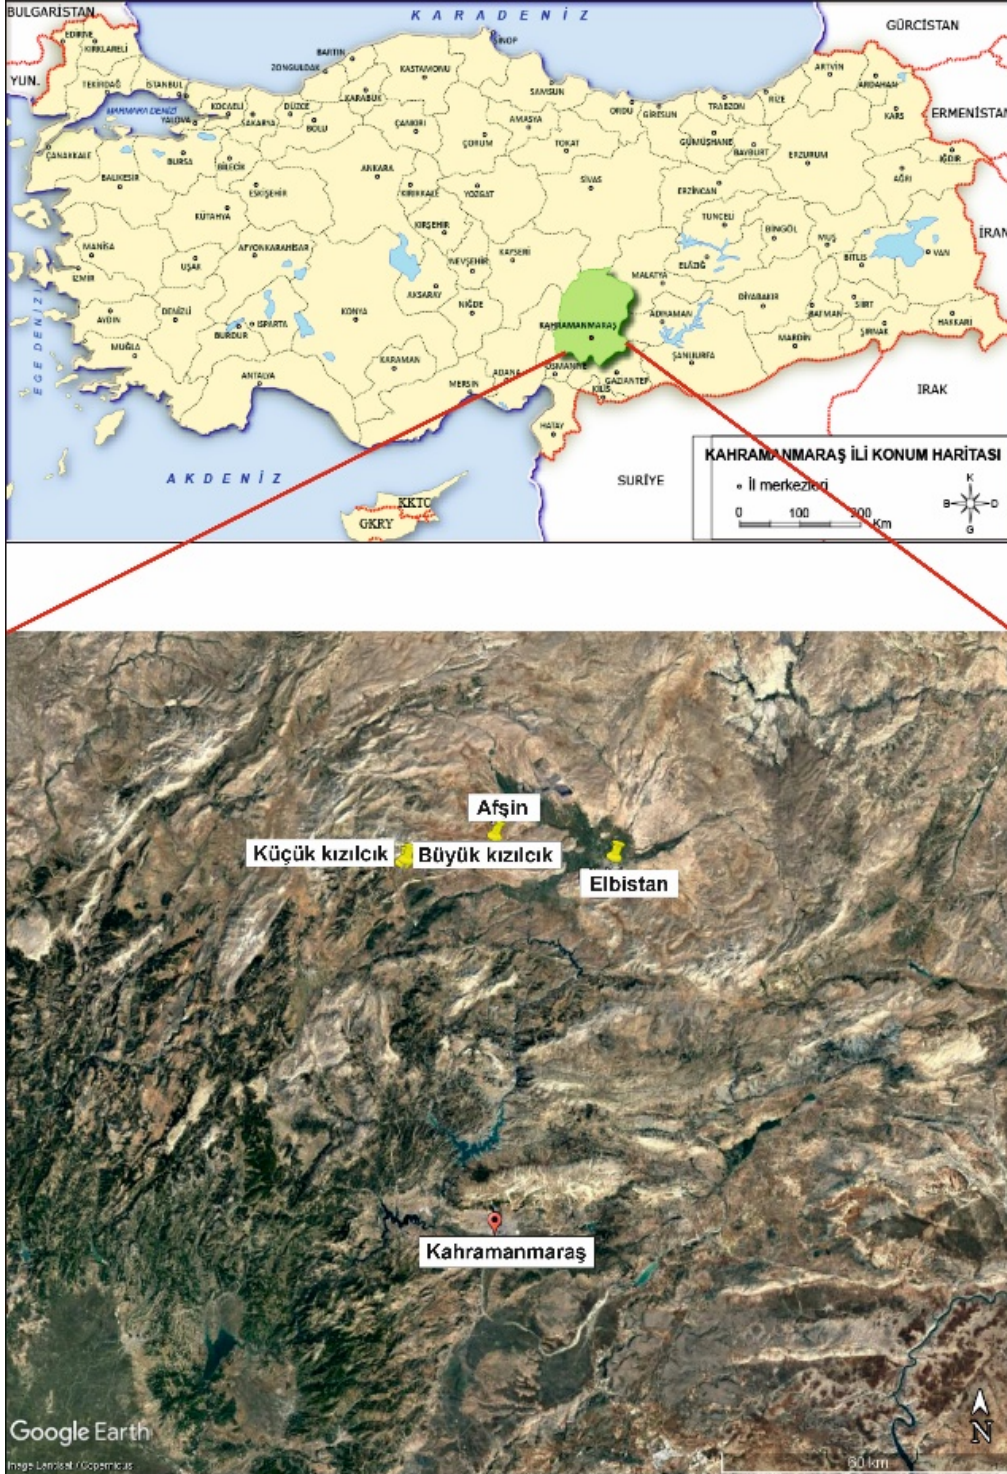 KARADENİZ
BULGARİSTAN
GÜRCİSTAN
EDİRNE
KIRKLARELİ
SİNOP
BARTIN
ZONGULDAK
KASTAMONU
ARTVİN
YUN.
TEKİRDAĞ
İSTANBUL
KARABÜK
SAMSUN
ARDAHAN
MARMARA DENİZİ
YALOVA
KOCAELİ
SAKARYA
DÜZCE
BOLU
ÇANKIRI
AMASYA
ORDU
GİRESUN
TRABZON
RİZE
KARS
ERMENİSTAN
ÇANAKKALE
BURSA
BİLECİK
ÇORUM
TOKAT
GÜMÜŞHANE
BAYBURT
ERZURUM
IĞDIR
BALIKESİR
ESKİŞEHİR
ANKARA
KIRIKKALE
YOZGAT
SİVAS
ERZİNCAN
AĞRI
KÜTAHYA
KIRŞEHİR
TUNCELİ
BİNGÖL
MUŞ
İRAN
MANİSA
AFYONKARAHİSAR
UŞAK
NEVŞEHİR
KAYSERİ
ELAZIĞ
BİTLİS
VAN
İZMİR
AKSARAY
NİĞDE
MALATYA
DİYARBAKIR
SİİRT
EGE DENİZİ
AYDIN
DENİZLİ
ISPARTA
BURDUR
KONYA
KAHRAMANMARAŞ
ADIYAMAN
BATMAN
ŞIRNAK
HAKKARİ
MUĞLA
MARDİN
ANTALYA
KARAMAN
MERSİN
ADANA
OSMANİYE
GAZİANTEP
ŞANLIURFA
KİLİS
HATAY
IRAK
SURİYE
AKDENİZ
KKTC
GKRY
KAHRAMANMARAŞ İLİ KONUM HARİTASI
İl merkezleri
K
B D
G
0 100 200 Km
Afşin
Küçük kızılcık
Büyük kızılcık
Elbistan
Kahramanmaraş
Google Earth
N
Image Landsat / Copernicus
60 km